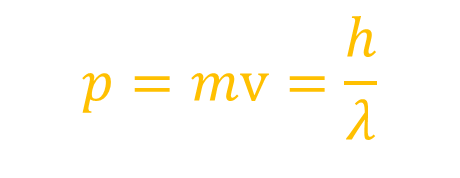 p = mv = h/λ